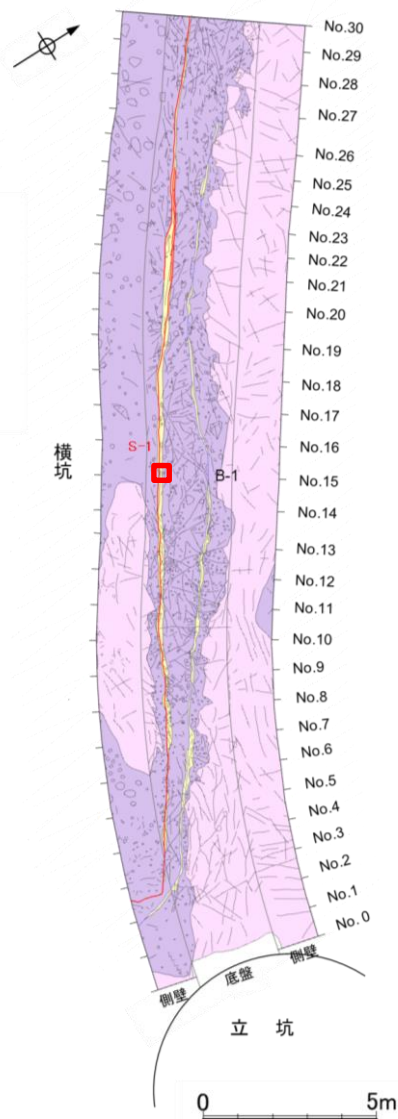 No.30
No.29
No.28
No.27
No.26
No.25
No.24
No.23
No.22
No.21
No.20
No.19
No.18
No.17
No.16
横坑
S-1
B-1
No.15
No.14
No.13
No.12
No.11
No.10
No.9
No.8
No.7
No.6
No.5
No.4
No.3
No.2
No.1
No. 0
側壁 底盤 側壁
立 坑
0 5m